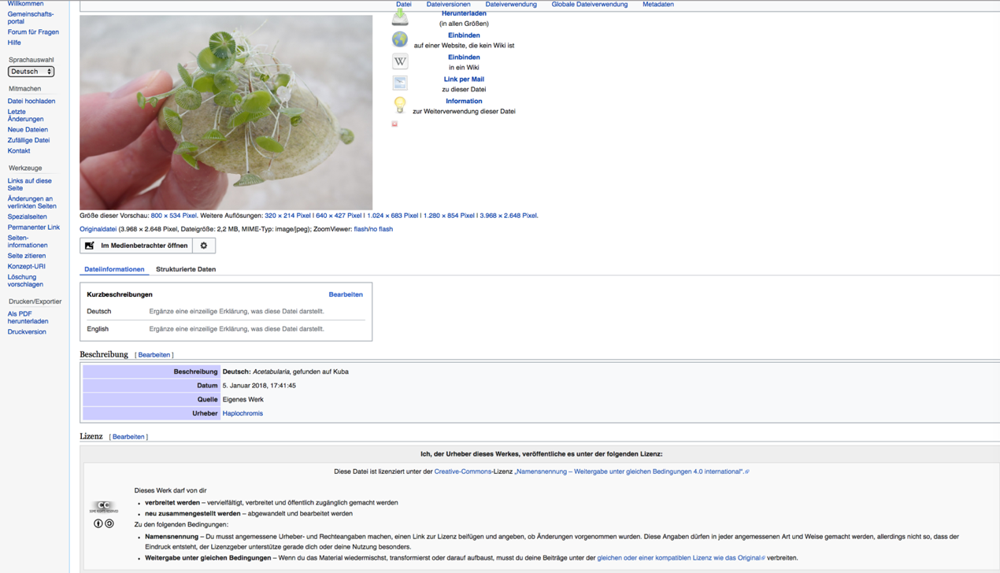 Willkommen
Gemeinschafts-
portal
Forum für Fragen
Hilfe
Sprachauswahl
Deutsch
Mitmachen
Datei hochladen
Letzte
Änderungen
Neue Dateien
Zufällige Datei
Kontakt
Werkzeuge
Links auf diese
Seite
Änderungen an
verlinkten Seiten
Spezialseiten
Permanenter Link
Seiten-
informationen
Seite zitieren
Konzept-URI
Löschung
vorschlagen
Drucken/Exportier
Als PDF
herunterladen
Druckversion
Datei Dateiversionen Dateiverwendung Globale Dateiverwendung Metadaten
Herunterladen
(in allen Größen)
Einbinden
auf einer Website, die kein Wiki ist
W
Einbinden
in ein Wiki
Link per Mail
zu dieser Datei
Information
zur Weiterverwendung dieser Datei
Größe dieser Vorschau: 800 × 534 Pixel. Weitere Auflösungen: 320 × 214 Pixel | 640 × 427 Pixel | 1.024 × 683 Pixel | 1.280 × 854 Pixel | 3.968 × 2.648 Pixel.
Originaldatei (3.968 × 2.648 Pixel, Dateigröße: 2,2 MB, MIME-Typ: image/jpeg); ZoomViewer: flash/no flash
Im Medienbetrachter öffnen
Dateiinformationen Strukturierte Daten
Kurzbeschreibungen Bearbeiten
Deutsch Ergänze eine einzeilige Erklärung, was diese Datei darstellt.
English Ergänze eine einzeilige Erklärung, was diese Datei darstellt.
Beschreibung [ Bearbeiten ]
Beschreibung Deutsch: Acetabularia, gefunden auf Kuba
Datum 5. Januar 2018, 17:41:45
Quelle Eigenes Werk
Urheber Haplochromis
Lizenz [ Bearbeiten ]
Ich, der Urheber dieses Werkes, veröffentliche es unter der folgenden Lizenz:
Diese Datei ist lizenziert unter der Creative-Commons-Lizenz „Namensnennung – Weitergabe unter gleichen Bedingungen 4.0 international“.
cc
SOME RIGHTS RESERVED
Dieses Werk darf von dir
• verbreitet werden – vervielfältigt, verbreitet und öffentlich zugänglich gemacht werden
• neu zusammengestellt werden – abgewandelt und bearbeitet werden
Zu den folgenden Bedingungen:
• Namensnennung – Du musst angemessene Urheber- und Rechteangaben machen, einen Link zur Lizenz beifügen und angeben, ob Änderungen vorgenommen wurden. Diese Angaben dürfen in jeder angemessenen Art und Weise gemacht werden, allerdings nicht so, dass der
Eindruck entsteht, der Lizenzgeber unterstütze gerade dich oder deine Nutzung besonders.
• Weitergabe unter gleichen Bedingungen – Wenn du das Material wiedermischst, transformierst oder darauf aufbaust, musst du deine Beiträge unter der gleichen oder einer kompatiblen Lizenz wie das Original verbreiten.